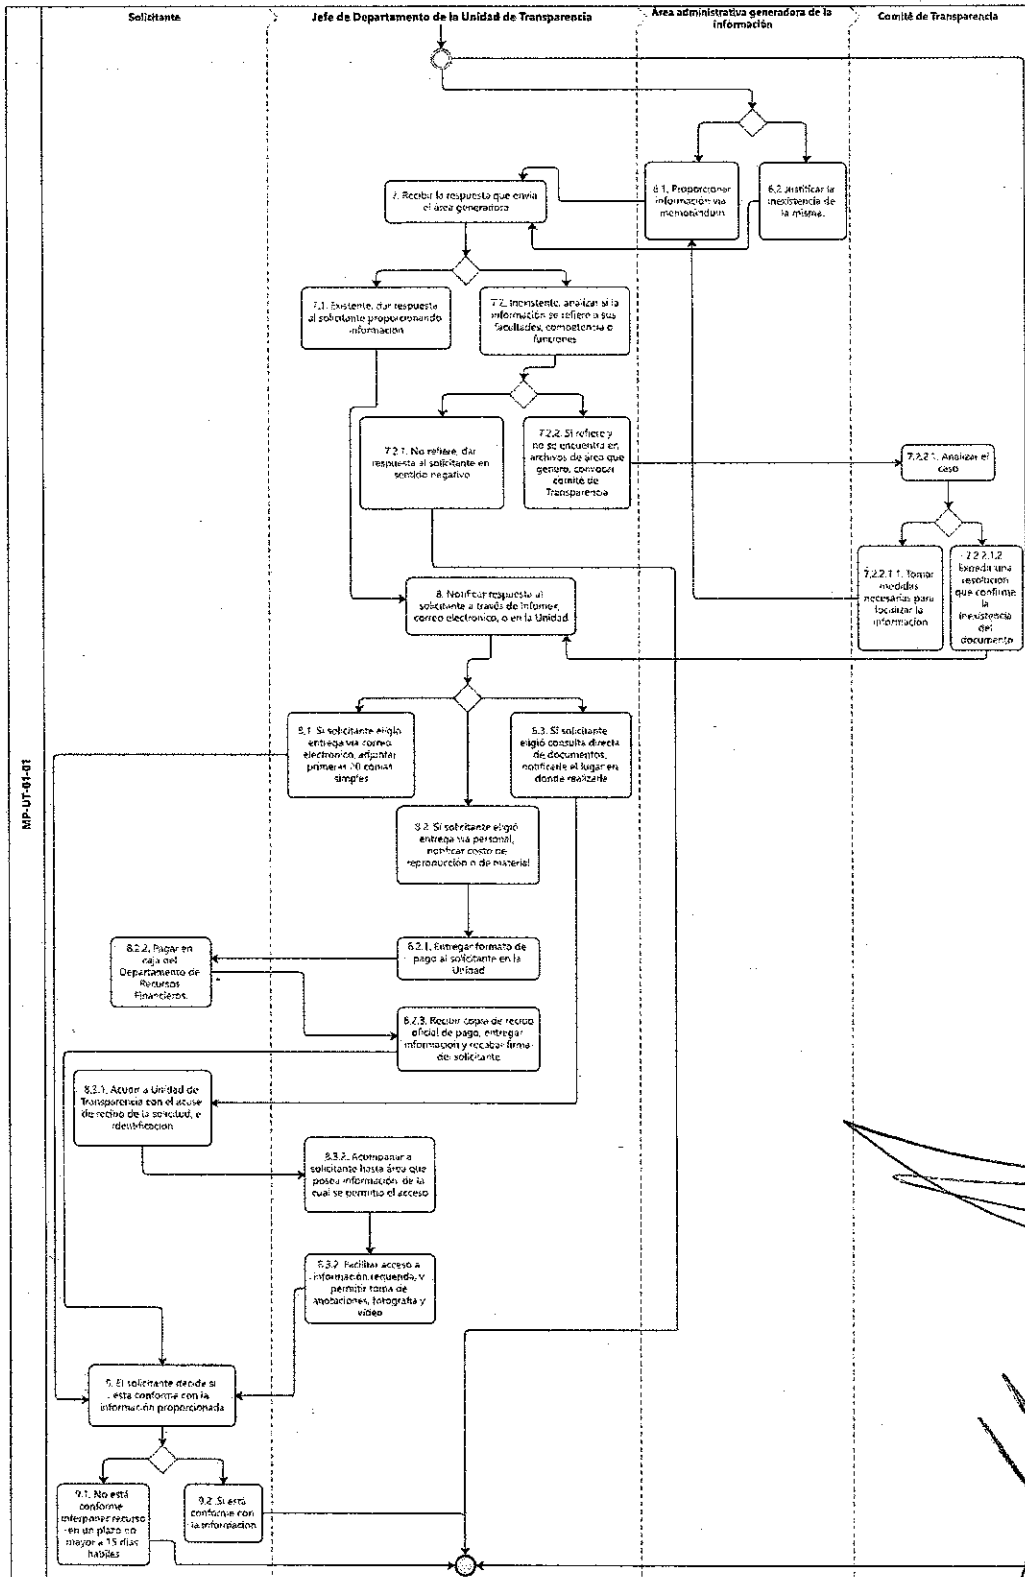 Solicitante
Jefe de Departamento de la Unidad de Transparencia
Área administrativa generadora de la
información
Comité de Transparencia
MP-UT-01-01
6.1. Proporcionar
información via
memorándum
6.2 Justificar la
inexistencia de
la misma.
7. Recibir la respuesta que envia
el área generadora
7.1. Existente, dar respuesta
al solicitante proporcionando
información
7.2. Inexistente, analizar si la
información se refiere a sus
facultades, competencia o
funciones
7.2.1. No refiere, dar
respuesta al solicitante en
sentido negativo
7.2.2. Si refiere y
no se encuentra en
archivos de área que
genero, convocar
comité de
Transparencia
7.2.2.1. Analizar el
caso
7.2.2.1.1. Tomar
medidas
necesarias para
localizar la
información
7.2.2.1.2
Expedir una
resolución
que confirme
la
inexistencia
del
documento
8. Notificar respuesta al
solicitante a través de Infomex,
correo electronico, o en la Unidad
8.1. Si solicitante eligió
entrega via correo
electronico, adjuntar
primeras 20 copias
simples
8.3. Si solicitante
eligió consulta directa
de documentos,
notificarle el lugar en
donde realizarle
8.2. Si solicitante eligió
entrega via personal,
notificar costo de
reproducción o de material
8.2.1. Entregar formato de
pago al solicitante en la
Unidad
8.2.2. Pagar en
caja del
Departamento de
Recursos
Financieros.
8.2.3. Recibir copia de recibo
oficial de pago, entregar
información y recabar firma
del solicitante
8.3.1. Acudir a Unidad de
Transparencia con el acuse
de recibo de la solicitud, e
identificación
8.3.2. Acompañar a
solicitante hasta área que
posea información, de la
cual se permitio el acceso
8.3.2. Facilitar acceso a
información requerida, y
permitir toma de
anotaciones, fotografia y
video
9. El solicitante decide si
esta conforme con la
información proporcionada
9.1. No está
conforme
interponer recurso
en un plazo no
mayor a 15 dias
habiles
9.2. Si está
conforme con
la información